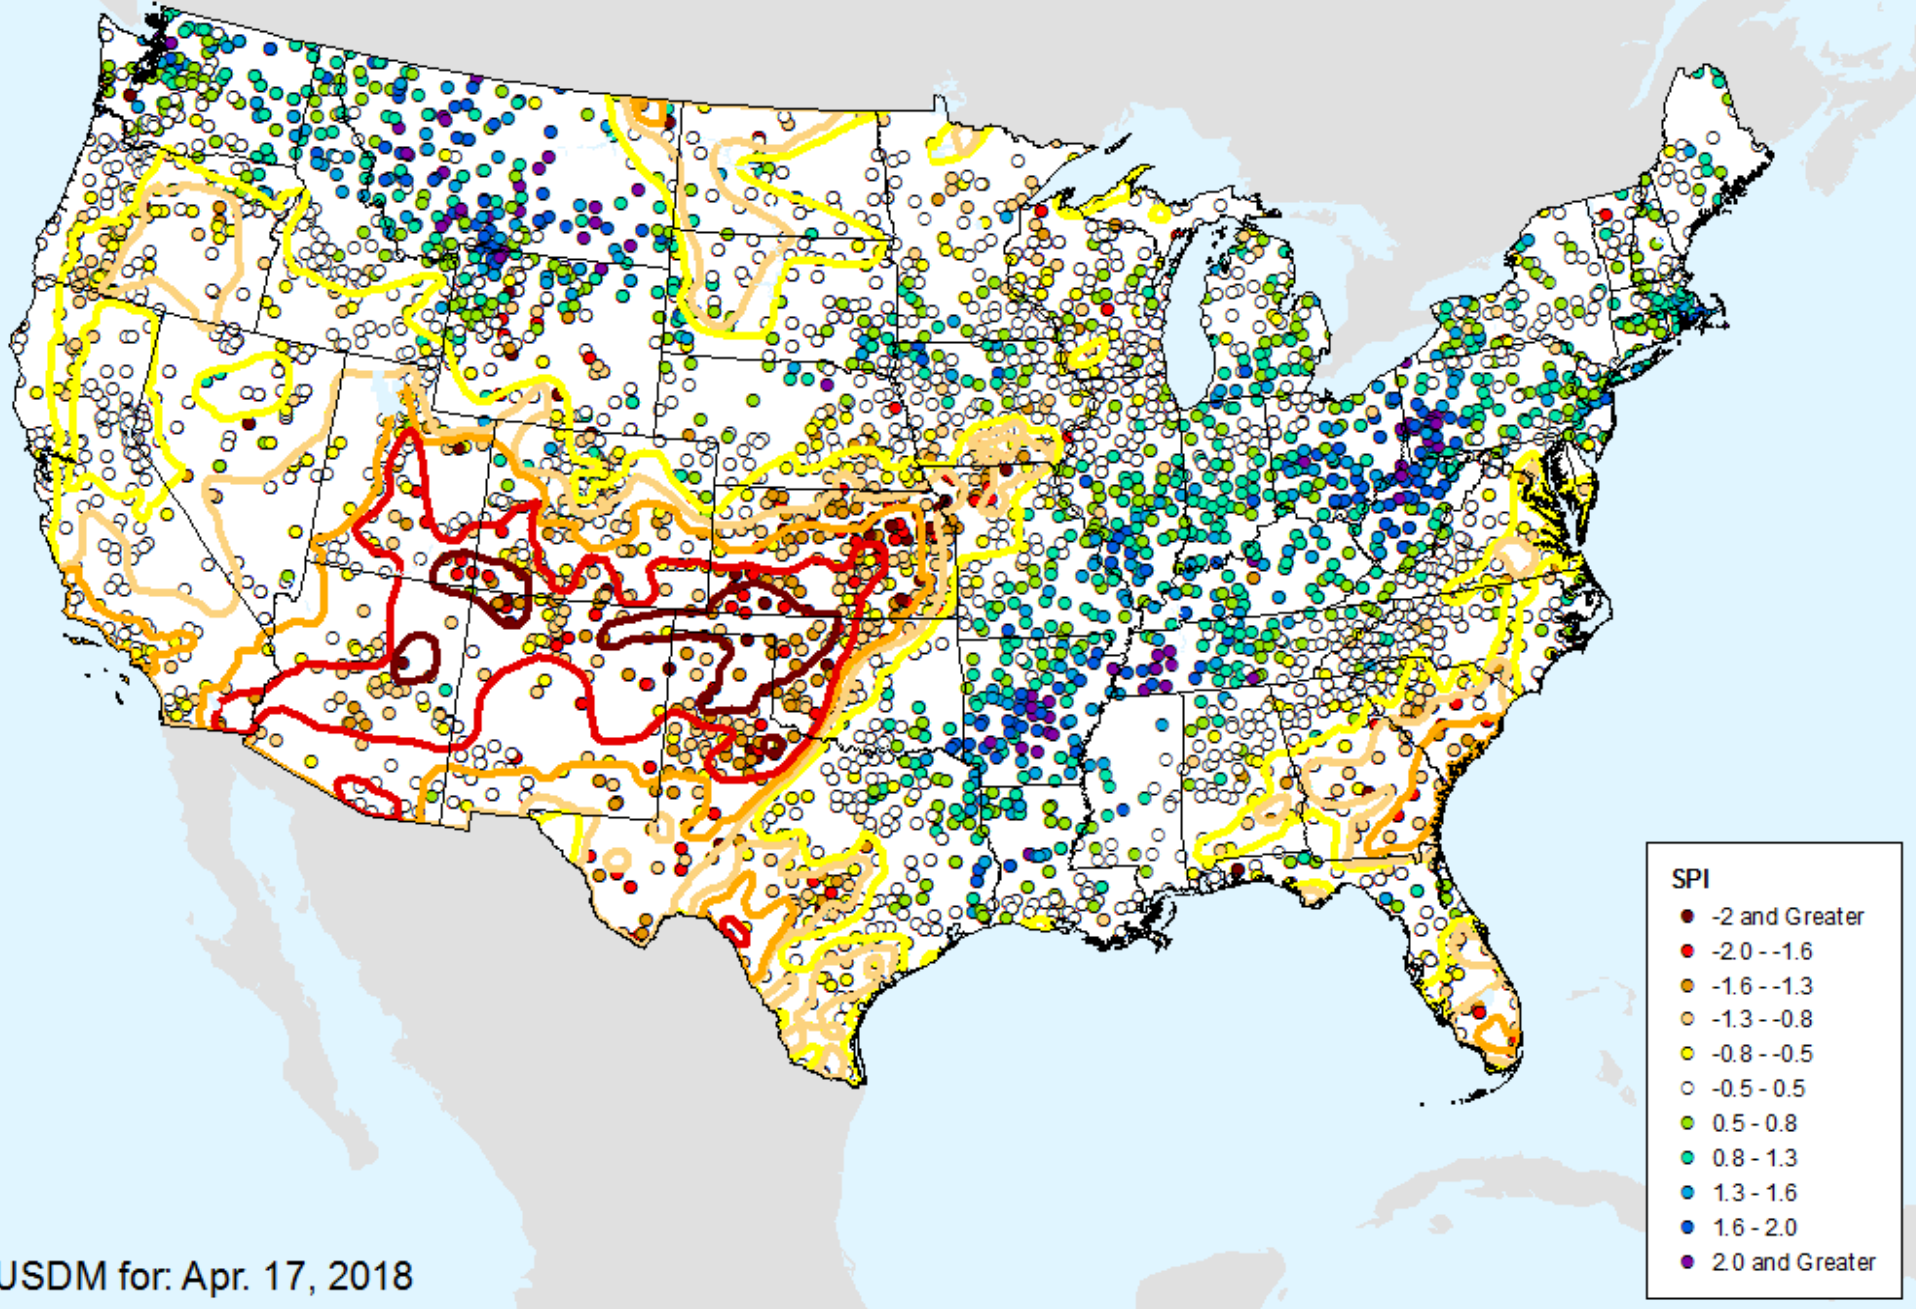 SPI
-2 and Greater
-2.0 - -1.6
-1.6 - -1.3
-1.3 - -0.8
-0.8 - -0.5
-0.5 - 0.5
0.5 - 0.8
0.8 - 1.3
1.3 - 1.6
1.6 - 2.0
2.0 and Greater
USDM for: Apr. 17, 2018